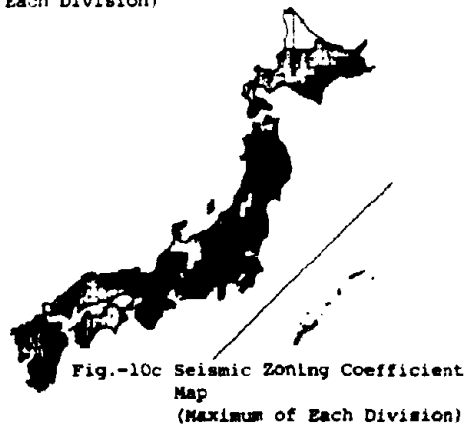 Each Division)
Fig.-10c Seismic Zoning Coefficient
Map
(Maximum of Each Division)